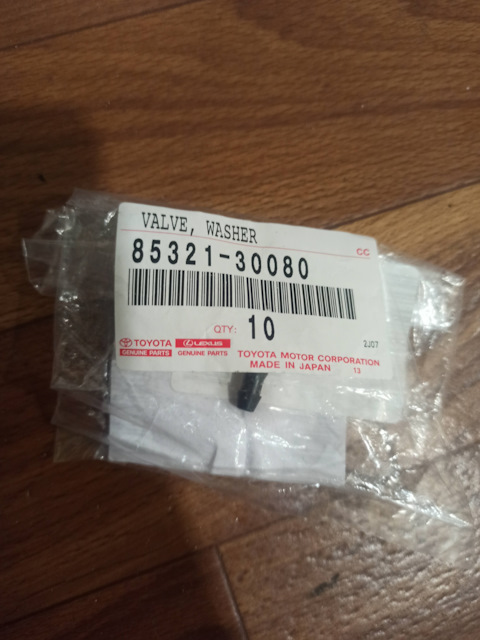 VALVE, WASHER
CC
85321-30080
QTY: 10
2J07
TOYOTA LEXUS
GENUINE PARTS GENUINE PARTS
TOYOTA MOTOR CORPORATION
MADE IN JAPAN 13